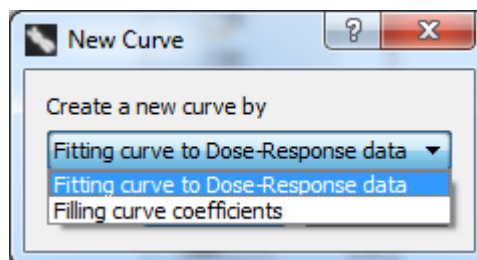 New Curve
?
Create a new curve by
Fitting curve to Dose-Response data
Fitting curve to Dose-Response data
Filling curve coefficients